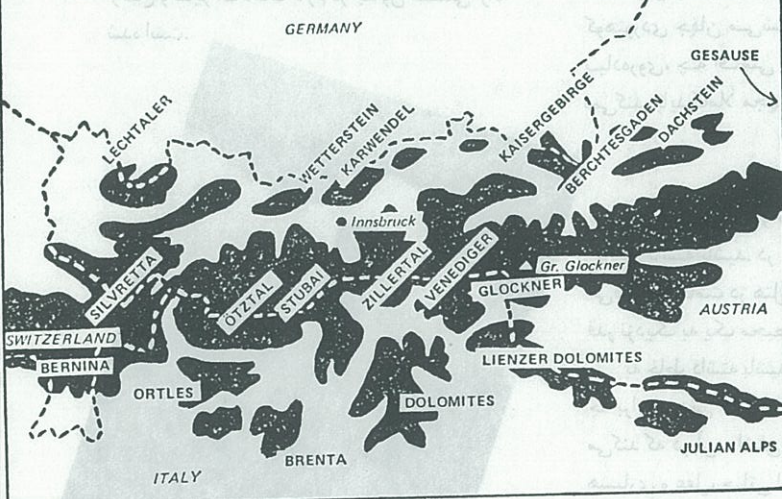 GERMANY
GESAUSE
LECHTALER
WETTERSTEIN
KARWENDEL
KAISERGEBIRGE
BERCHTESGADEN
DACHSTEIN
Innsbruck
SILVRETTA
ÖTZTAL
STUBAI
ZILLERTAL
VENEDIGER
Gr. Glockner
GLOCKNER
AUSTRIA
SWITZERLAND
BERNINA
ORTLES
LIENZER DOLOMITES
DOLOMITES
BRENTA
JULIAN ALPS
ITALY